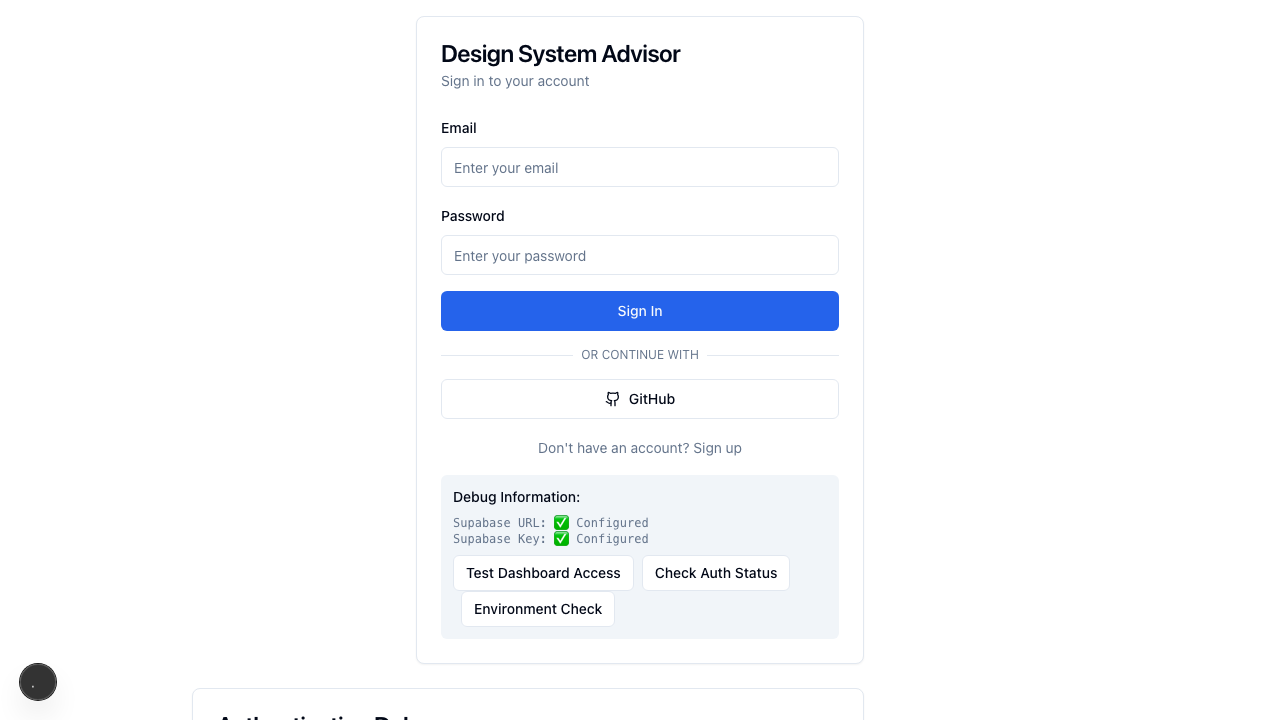 Design System Advisor
Sign in to your account
Email
Enter your email
Password
Enter your password
Sign In
OR CONTINUE WITH
GitHub
Don't have an account? Sign up
Debug Information:
Supabase URL: ✅ Configured
Supabase Key: ✅ Configured
Test Dashboard Access
Check Auth Status
Environment Check